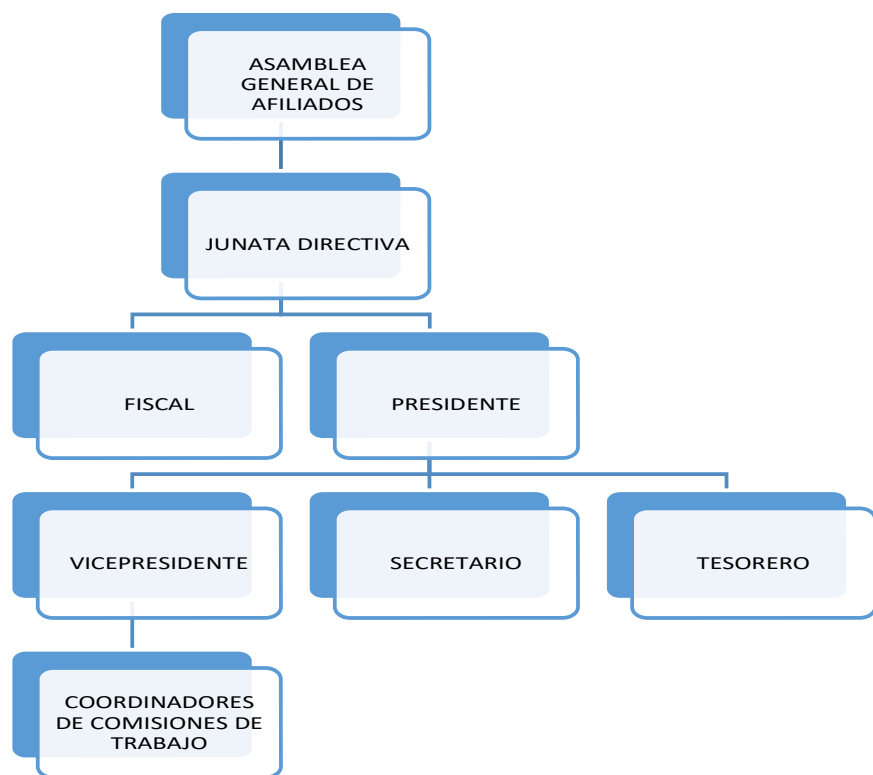 ASAMBLEA
GENERAL DE
AFILIADOS
JUNATA DIRECTIVA
FISCAL
PRESIDENTE
VICEPRESIDENTE
SECRETARIO
TESORERO
COORDINADORES
DE COMISIONES DE
TRABAJO